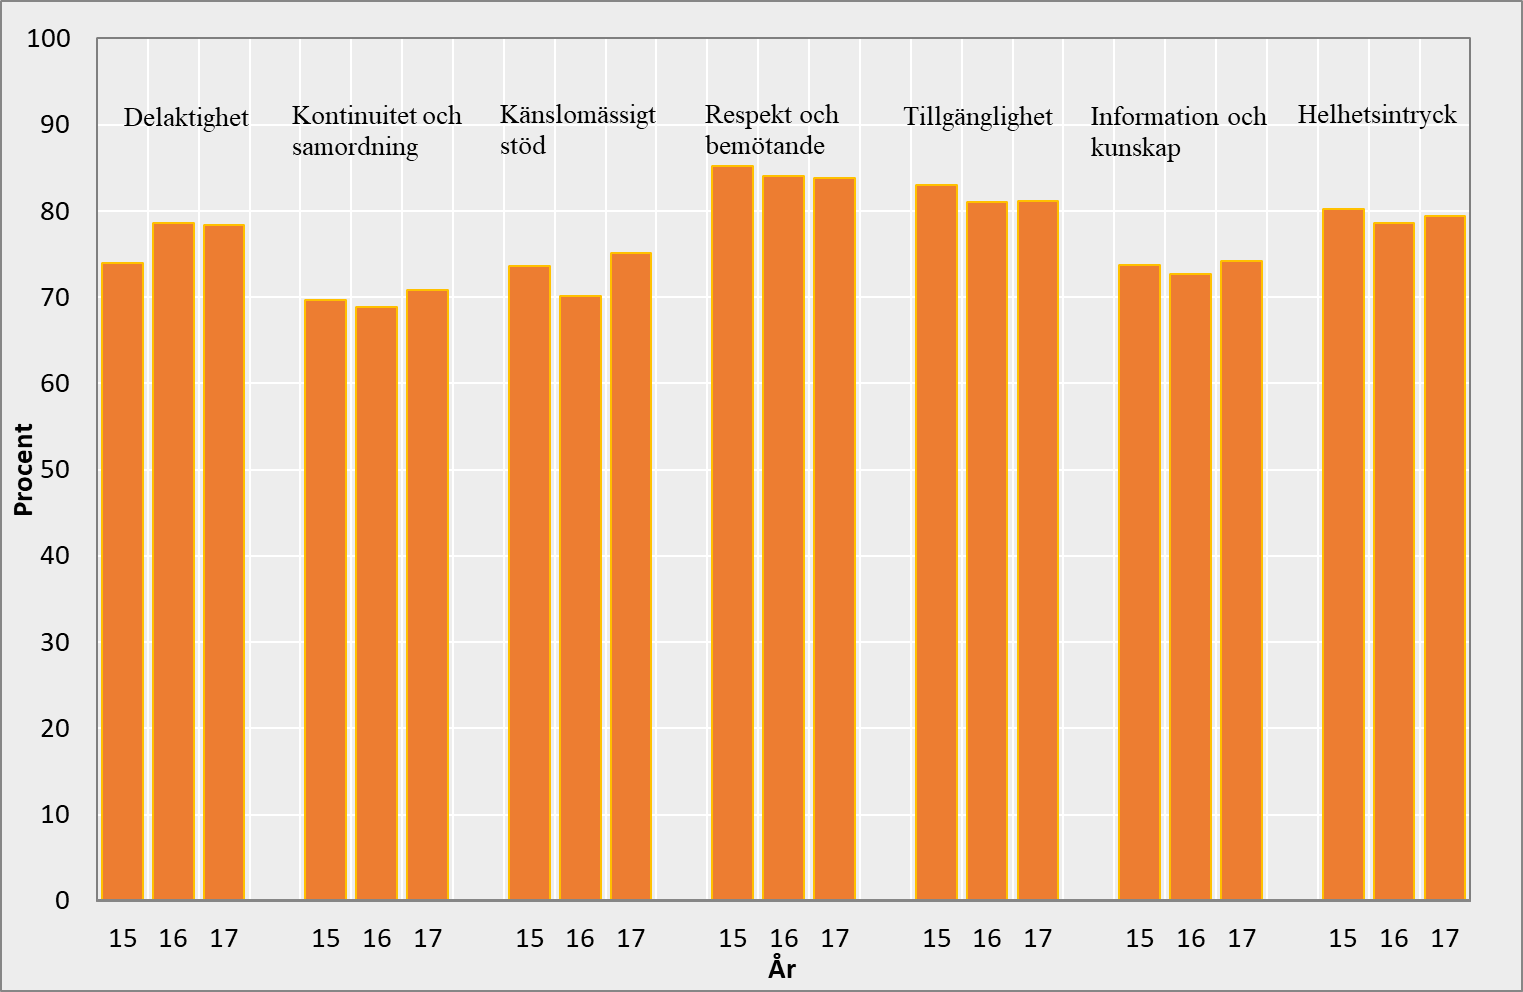 100
90
80
70
60
50
40
30
20
10
0
Procent
Delaktighet
Kontinuitet och
samordning
Känslomässigt
stöd
Respekt och
bemötande
Tillgänglighet
Information och
kunskap
Helhetsintryck
15 16 17 15 16 17 15 16 17 15 16 17 15 16 17 15 16 17 15 16 17
År